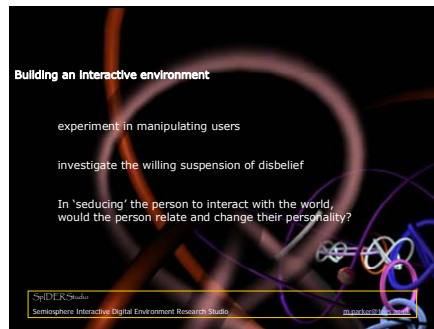 Building an interactive environment
experiment in manipulating users
investigate the willing suspension of disbelief
In 'seducing' the person to interact with the world,
would the person relate and change their personality?
SpIDERStudio
Semiosphere Interactive Digital Environment Research Studio